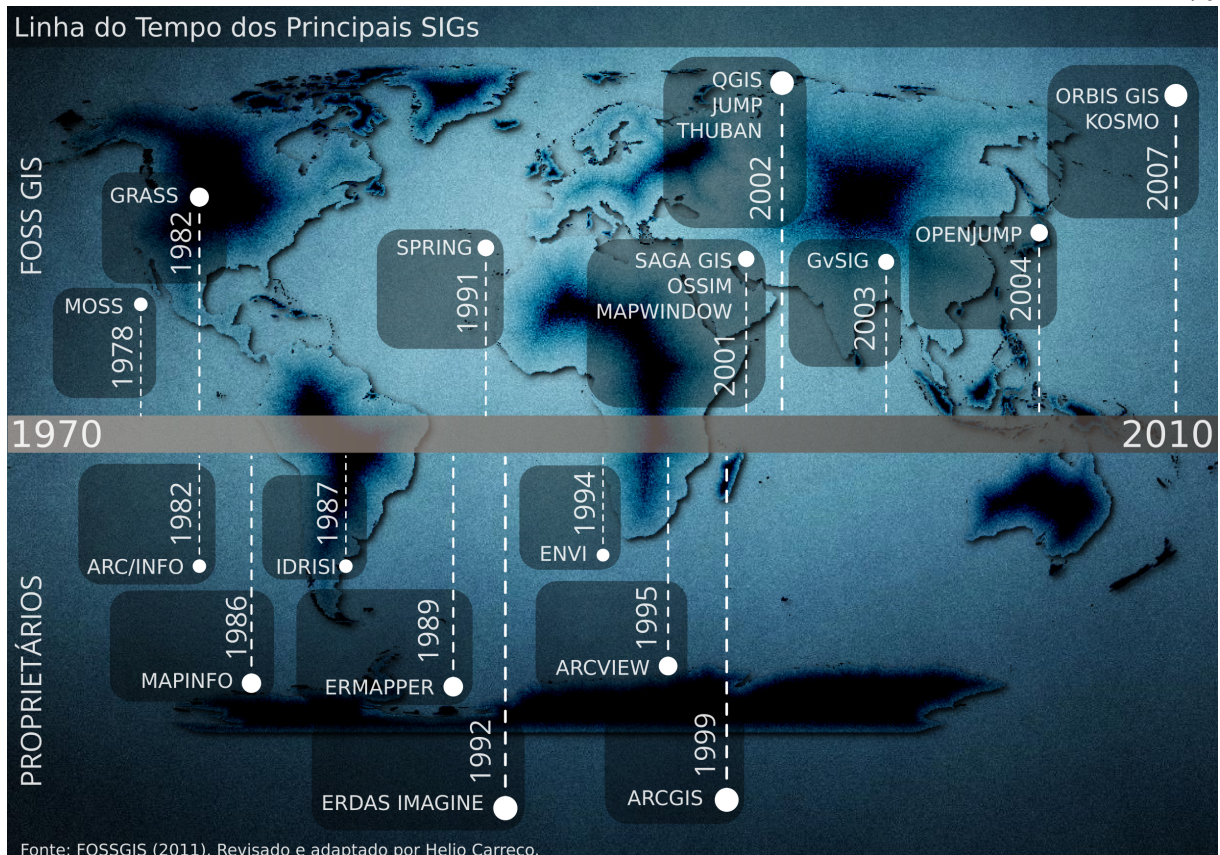 Linha do Tempo dos Principais SIGs
FOSS GIS
MOSS
1978
GRASS
1982
SPRING
1991
SAGA GIS
OSSIM
MAPWINDOW
2001
QGIS
JUMP
THUBAN
2002
GvSIG
2003
OPENJUMP
2004
ORBIS GIS
KOSMO
2007
1970
2010
PROPRIETÁRIOS
ARC/INFO
1982
MAPINFO
1986
IDRISI
1987
ERMAPPER
1989
ERDAS IMAGINE
1992
ENVI
1994
ARCVIEW
1995
ARCGIS
1999
Fonte: FOSSGIS (2011). Revisado e adaptado por Helio Carreco.